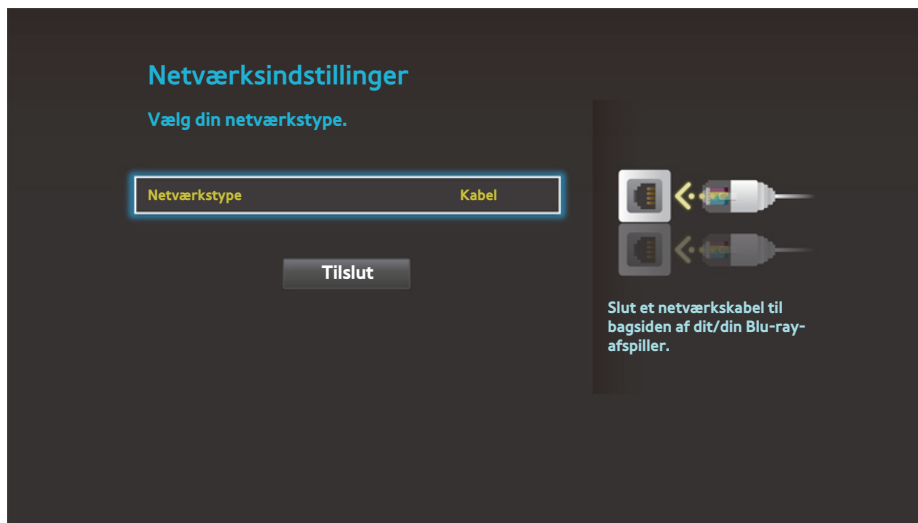 Netværksindstillinger
Vælg din netværkstype.
Netværkstype Kabel
Tilslut
Slut et netværkskabel til
bagsiden af dit/din Blu-ray-
afspiller.